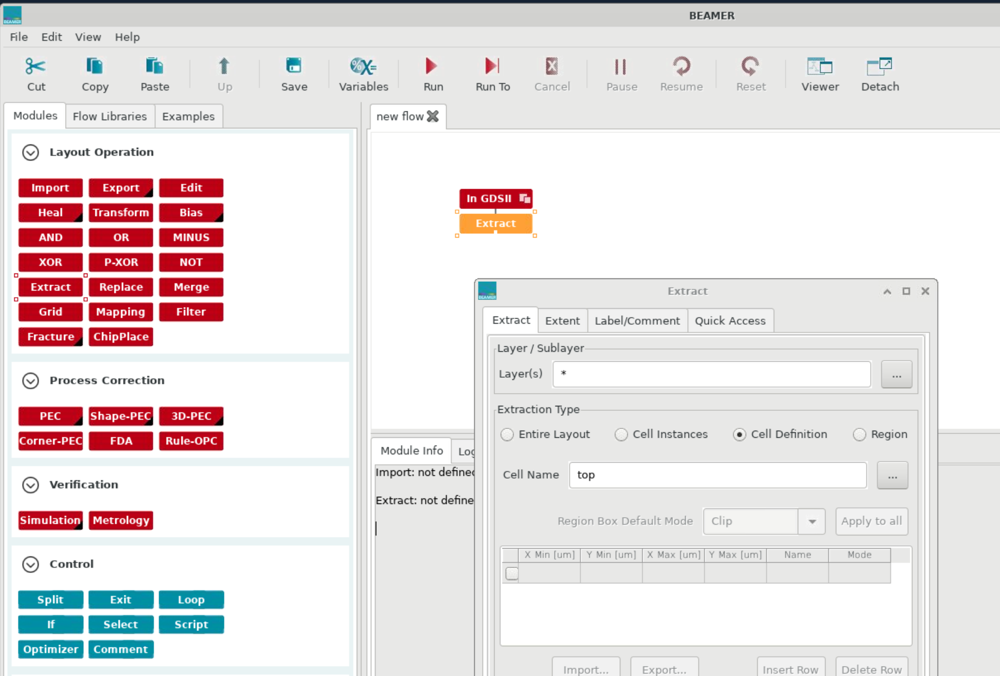 BEAMER
BEAMER
File Edit View Help
Cut Copy Paste Up Save Variables Run Run To Cancel Pause Resume Reset Viewer Detach
Modules Flow Libraries Examples
new flow
Layout Operation
Import Export Edit
Heal Transform Bias
AND OR MINUS
XOR P-XOR NOT
Extract Replace Merge
Grid Mapping Filter
Fracture ChipPlace
Process Correction
PEC Shape-PEC 3D-PEC
Corner-PEC FDA Rule-OPC
Verification
Simulation Metrology
Control
Split Exit Loop
If Select Script
Optimizer Comment
In GDSII
Extract
Module Info Log
Import: not defined
Extract: not define
BEAMER
Extract
Extract Extent Label/Comment Quick Access
Layer / Sublayer
Layer(s) * ...
Extraction Type
Entire Layout Cell Instances Cell Definition Region
Cell Name top ...
Region Box Default Mode Clip Apply to all
X Min [um] Y Min [um] X Max [um] Y Max [um] Name Mode
Import... Export... Insert Row Delete Row